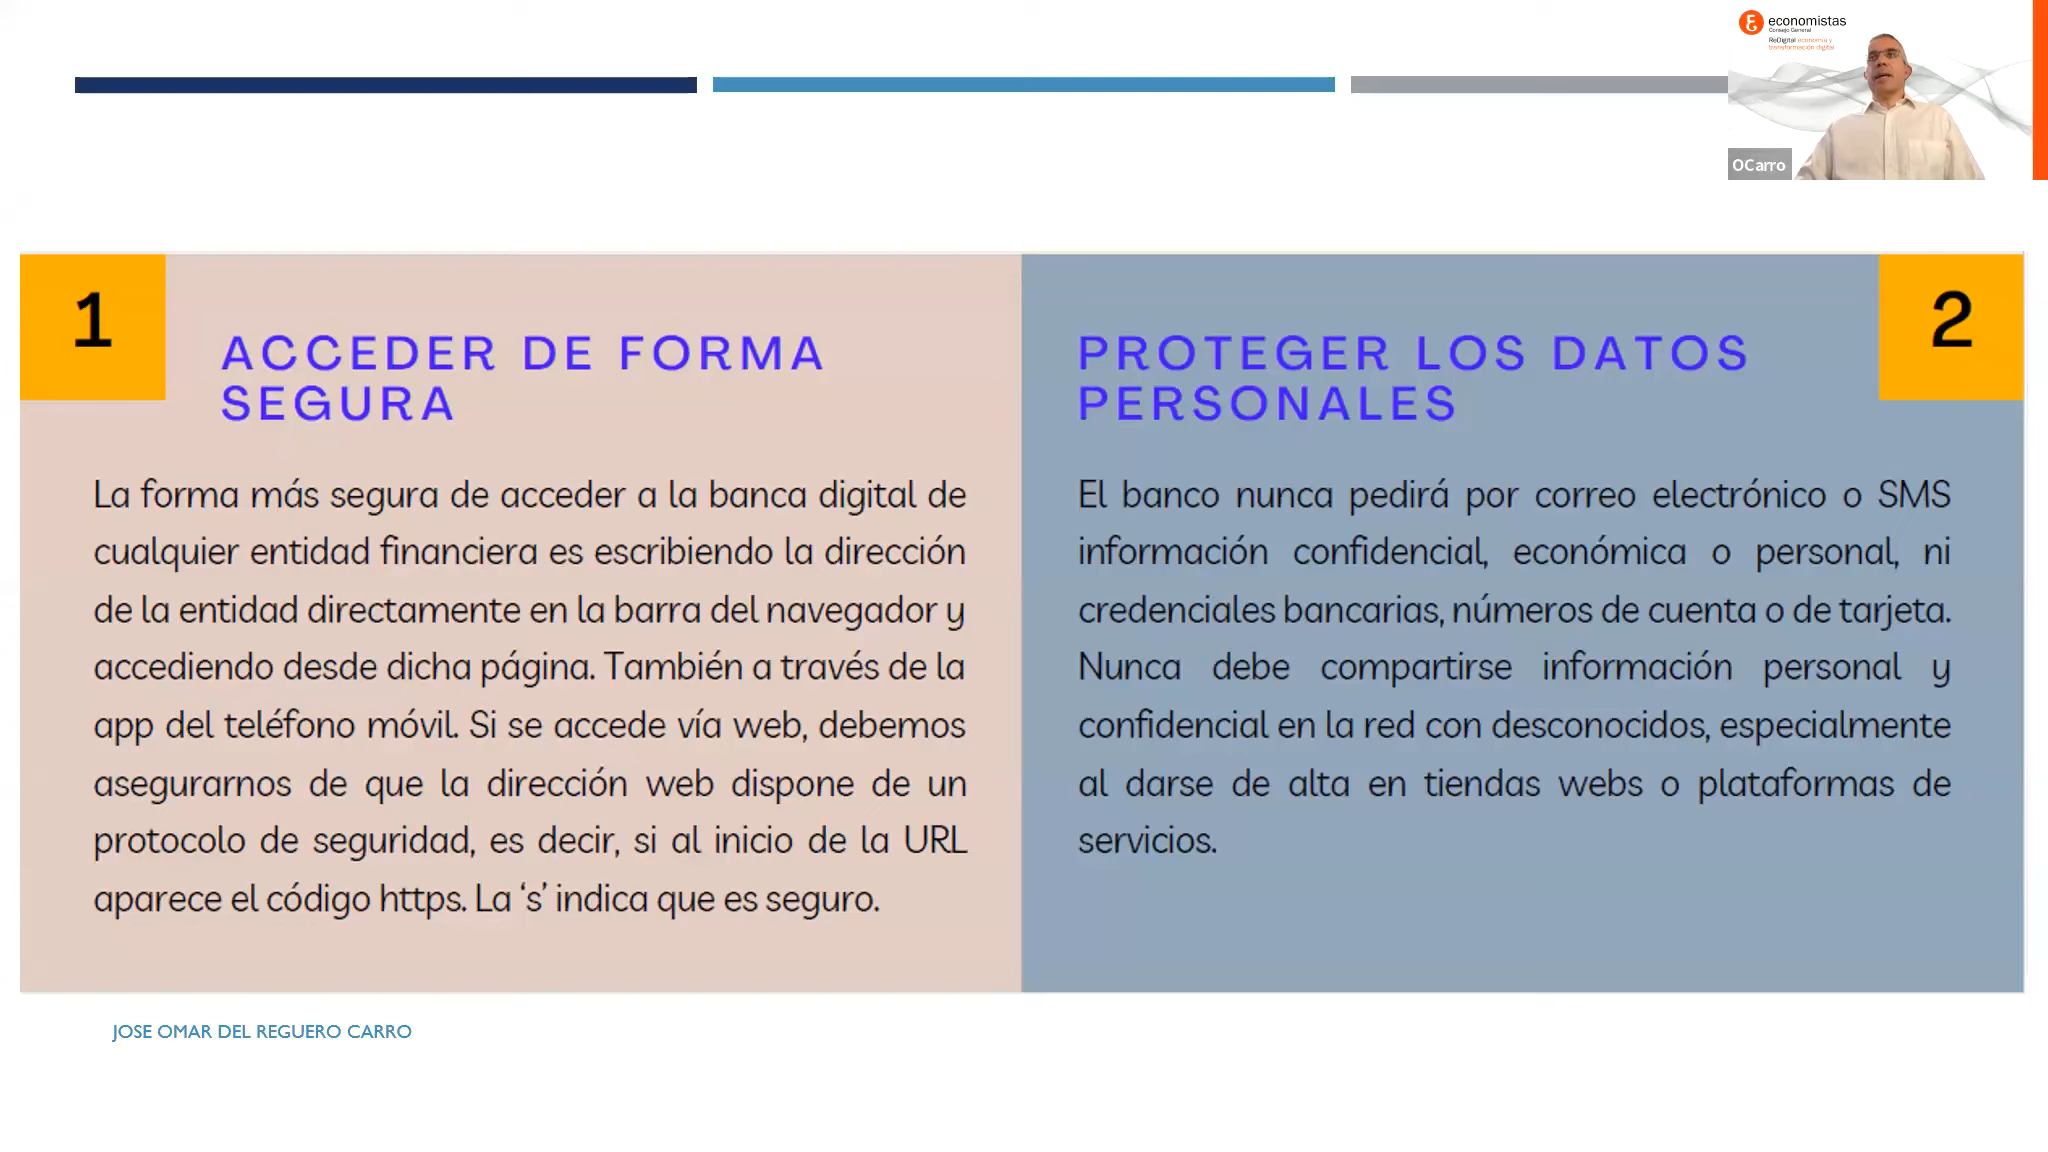 economistas
Consejo General
ReDigital economía y
transformación digital
OCarro
1
ACCEDER DE FORMA
SEGURA
La forma más segura de acceder a la banca digital de
cualquier entidad financiera es escribiendo la dirección
de la entidad directamente en la barra del navegador y
accediendo desde dicha página. También a través de la
app del teléfono móvil. Si se accede vía web, debemos
asegurarnos de que la dirección web dispone de un
protocolo de seguridad, es decir, si al inicio de la URL
aparece el código https. La ‘s’ indica que es seguro.
2
PROTEGER LOS DATOS
PERSONALES
El banco nunca pedirá por correo electrónico o SMS
información confidencial, económica o personal, ni
credenciales bancarias, números de cuenta o de tarjeta.
Nunca debe compartirse información personal y
confidencial en la red con desconocidos, especialmente
al darse de alta en tiendas webs o plataformas de
servicios.
JOSE OMAR DEL REGUERO CARRO